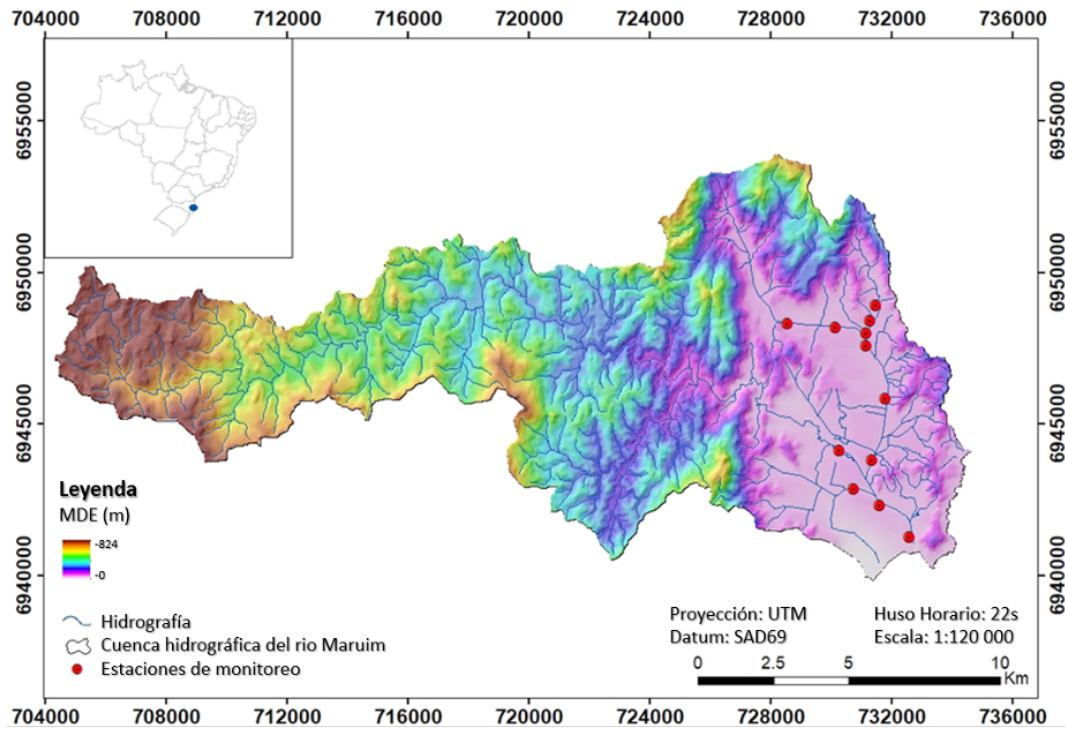 704000 708000 712000 716000 720000 724000 728000 732000 736000
6955000 6955000
6950000 6950000
6945000 6945000
6940000 6940000
Leyenda
MDE (m)
-824
-0
Hidrografía
Cuenca hidrográfica del rio Maruim
Estaciones de monitoreo
Proyección: UTM Huso Horario: 22s
Datum: SAD69 Escala: 1:120 000
0 2.5 5 10
Km
704000 708000 712000 716000 720000 724000 728000 732000 736000